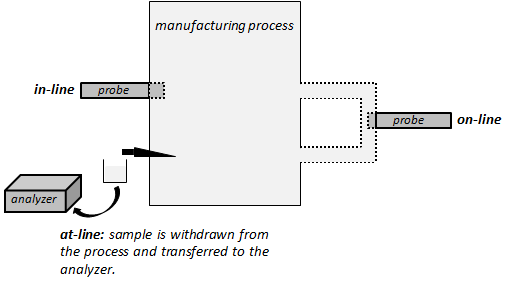 manufacturing process
in-line
probe
probe
on-line
analyzer
at-line: sample is withdrawn from
the process and transferred to the
analyzer.